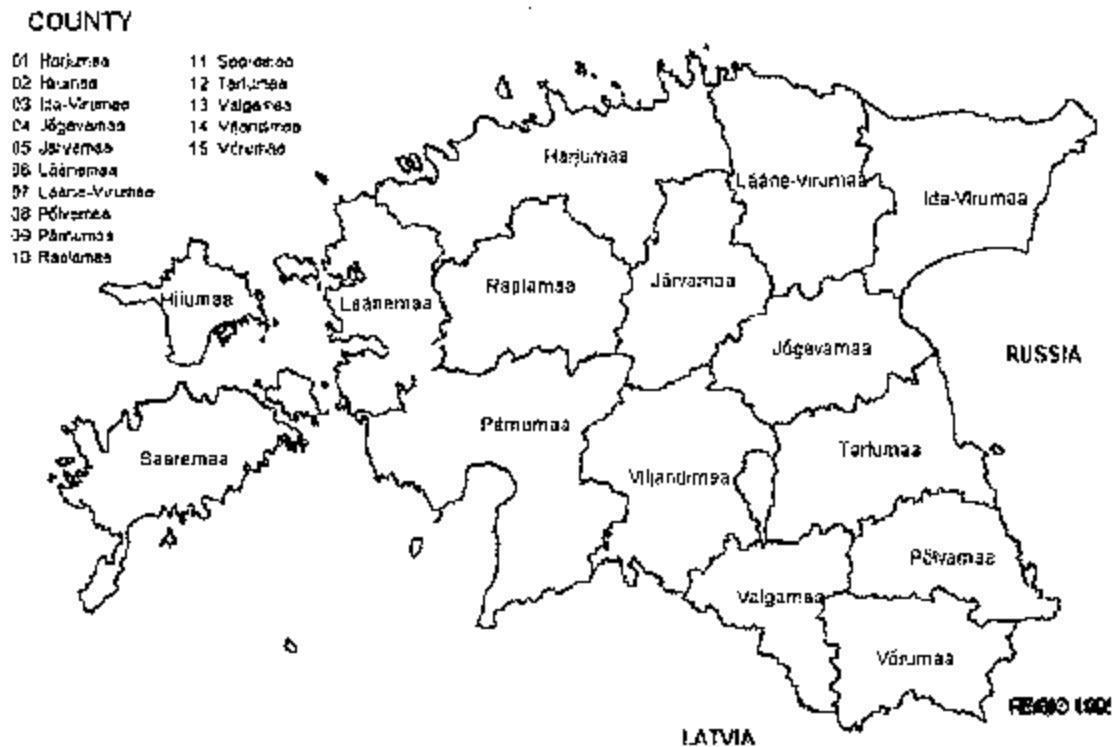 COUNTY
01 Harjumaa
02 Hiiumaa
03 Ida-Virumaa
04 Jõgevamaa
05 Järvamaa
06 Läänemaa
07 Lääne-Virumaa
08 Põlvamaa
09 Pärnumaa
10 Raplamaa
11 Saaremaa
12 Tartumaa
13 Valgamaa
14 Viljandimaa
15 Võrumaa
Harjumaa
Lääne-Virumaa
Ida-Virumaa
Hiiumaa
Läänemaa
Raplamaa
Järvamaa
Jõgevamaa
RUSSIA
Saaremaa
Pärnumaa
Viljandimaa
Tartumaa
Põlvamaa
Valgamaa
Võrumaa
REGIO
LATVIA